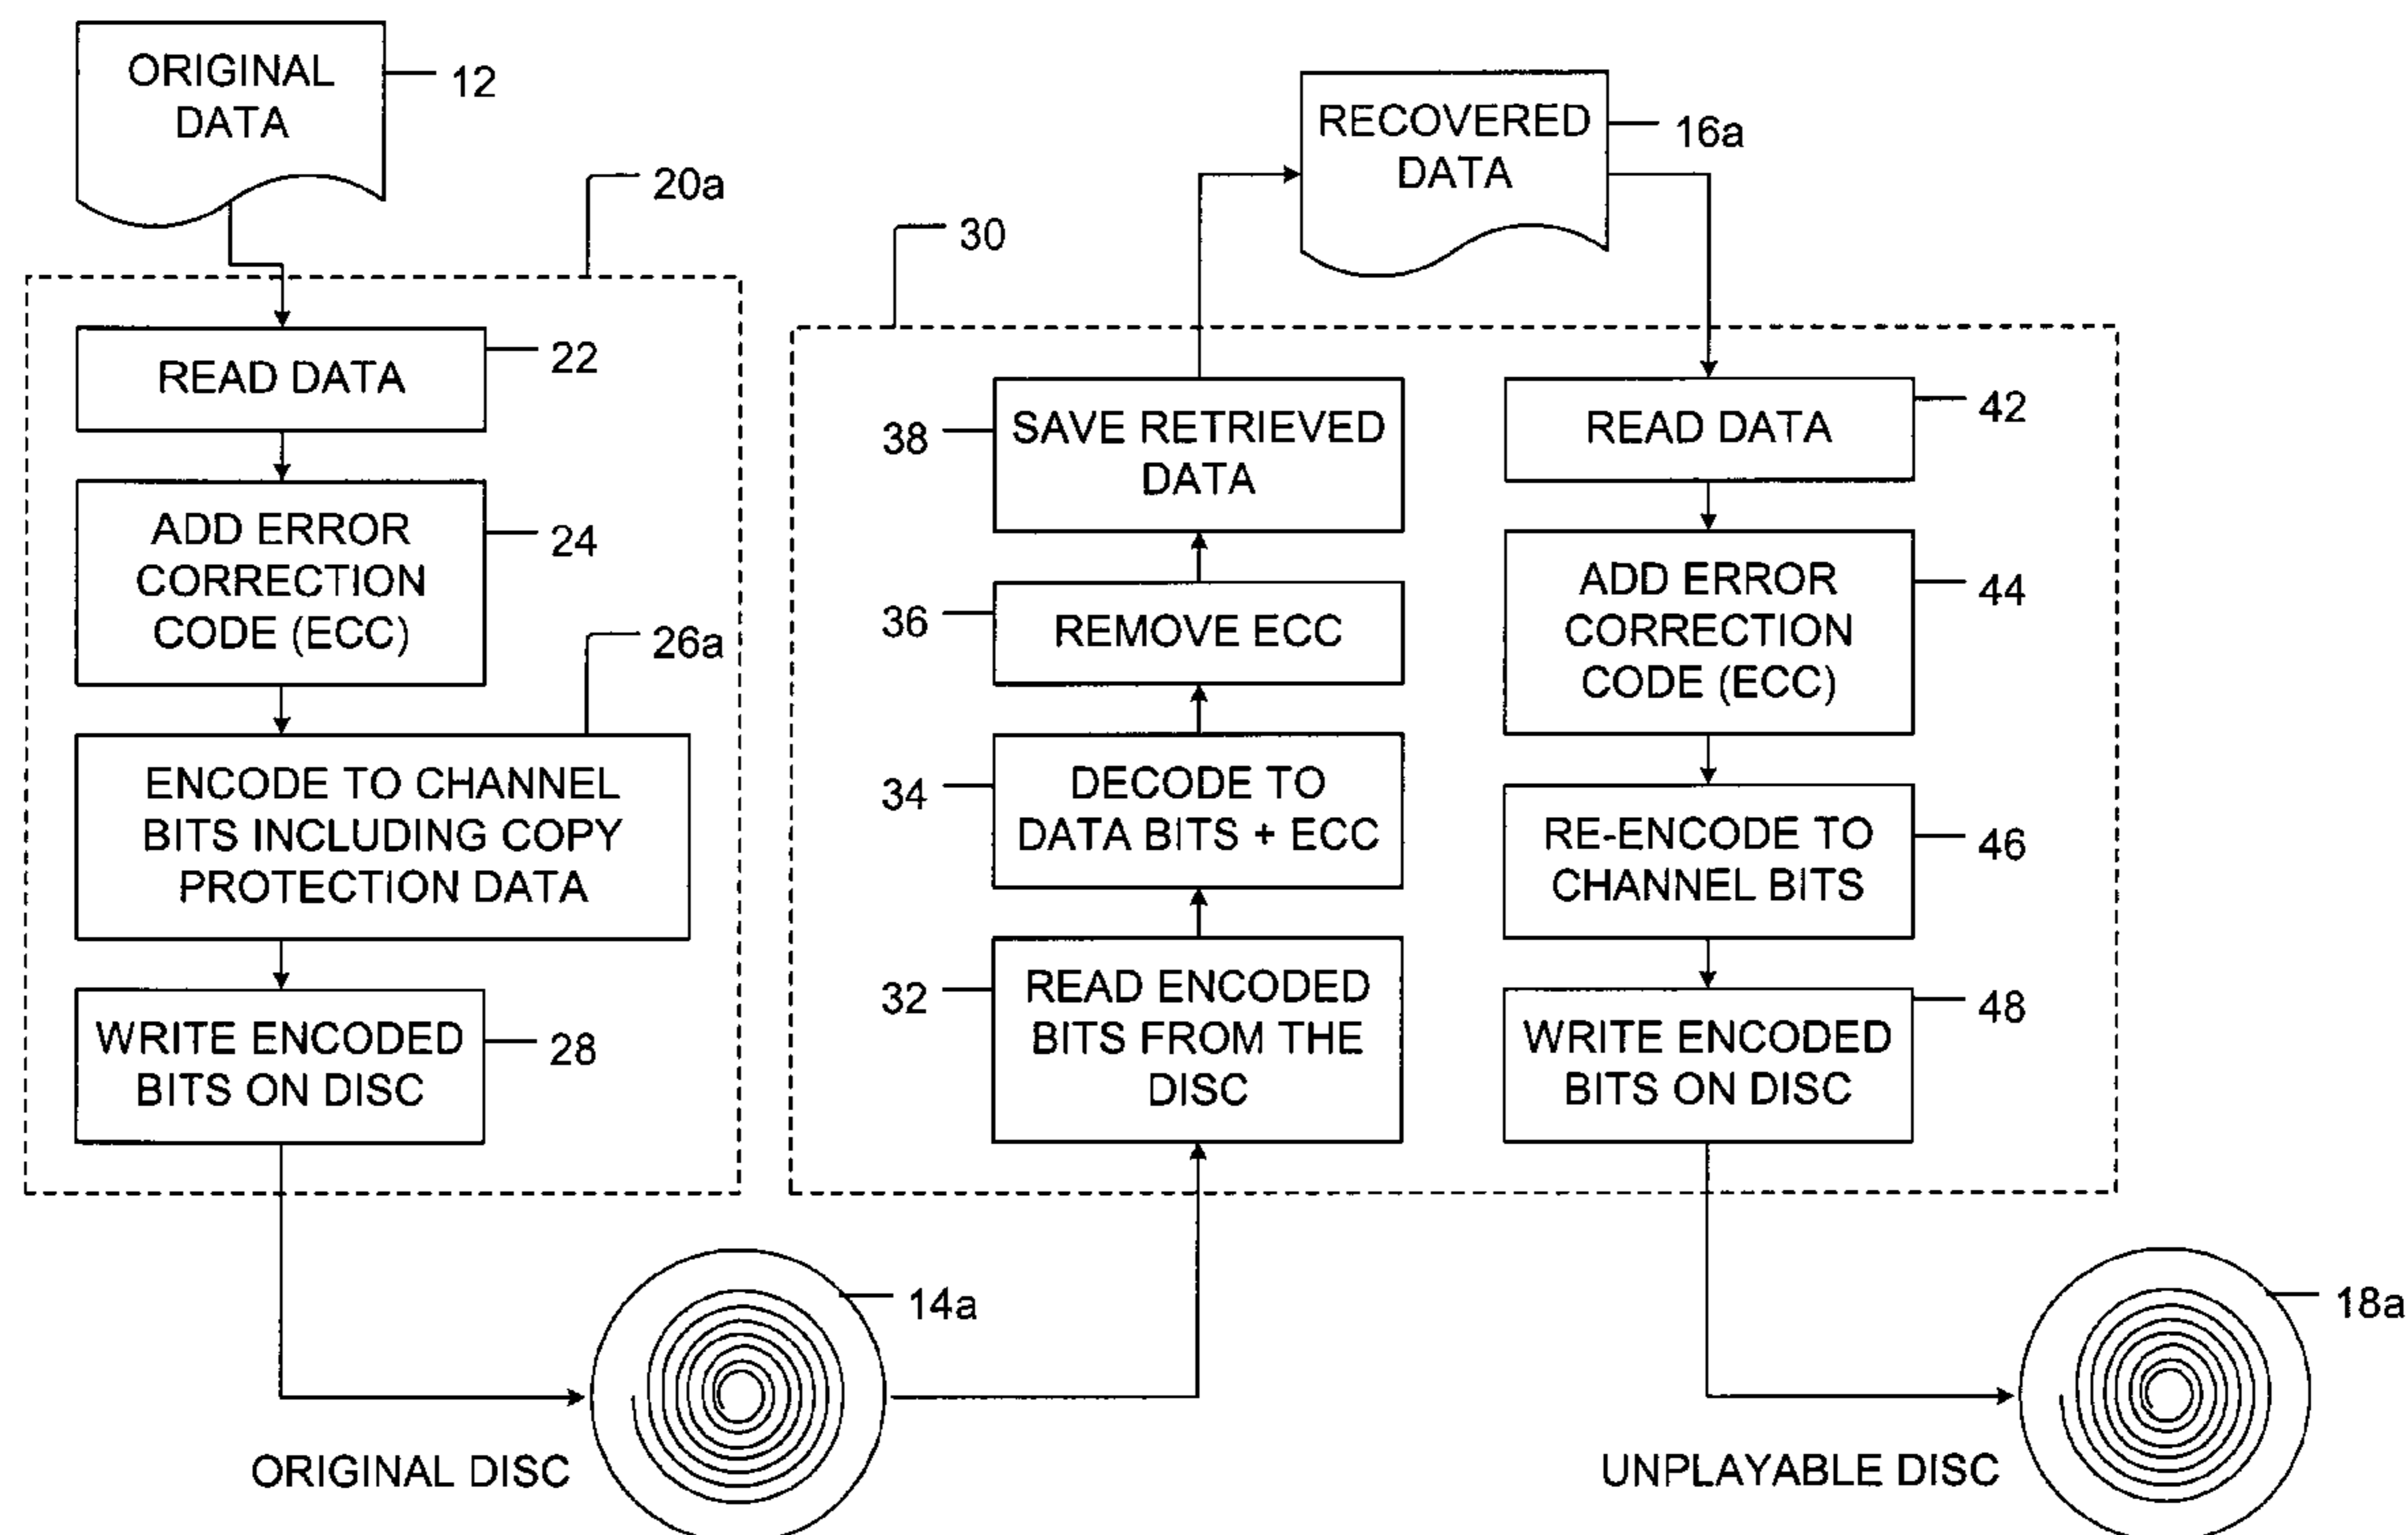 ORIGINAL
DATA
12
20a
READ DATA
22
ADD ERROR
CORRECTION
CODE (ECC)
24
26a
ENCODE TO CHANNEL
BITS INCLUDING COPY
PROTECTION DATA
WRITE ENCODED
BITS ON DISC
28
ORIGINAL DISC
14a
30
RECOVERED
DATA
16a
38
SAVE RETRIEVED
DATA
36
REMOVE ECC
34
DECODE TO
DATA BITS + ECC
32
READ ENCODED
BITS FROM THE
DISC
READ DATA
42
ADD ERROR
CORRECTION
CODE (ECC)
44
RE-ENCODE TO
CHANNEL BITS
46
WRITE ENCODED
BITS ON DISC
48
UNPLAYABLE DISC
18a